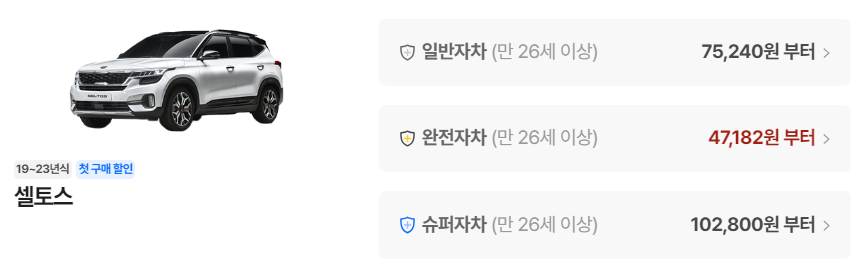 19~23년식 첫 구매 할인
셀토스
일반자차 (만 26세 이상) 75,240원 부터
완전자차 (만 26세 이상) 47,182원 부터
슈퍼자차 (만 26세 이상) 102,800원 부터